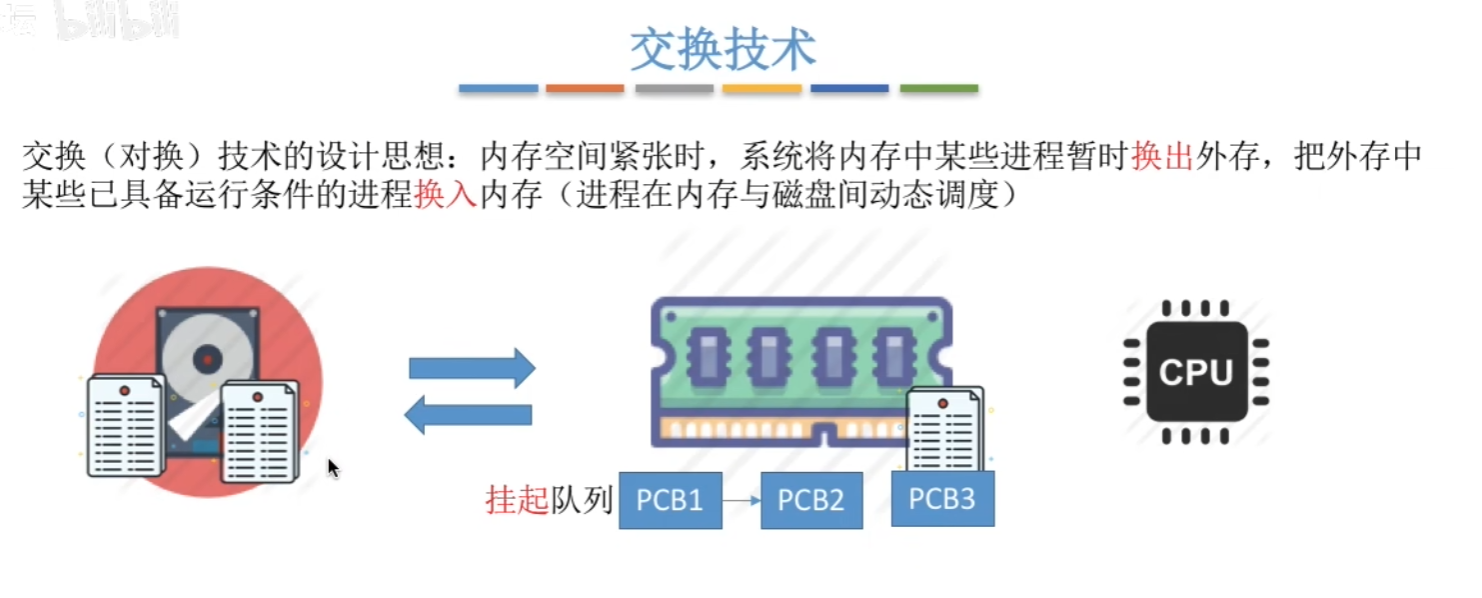 坛 bilibili
交换技术
交换（对换）技术的设计思想：内存空间紧张时，系统将内存中某些进程暂时换出外存，把外存中
某些已具备运行条件的进程换入内存（进程在内存与磁盘间动态调度）
CPU
挂起队列 PCB1 PCB2 PCB3